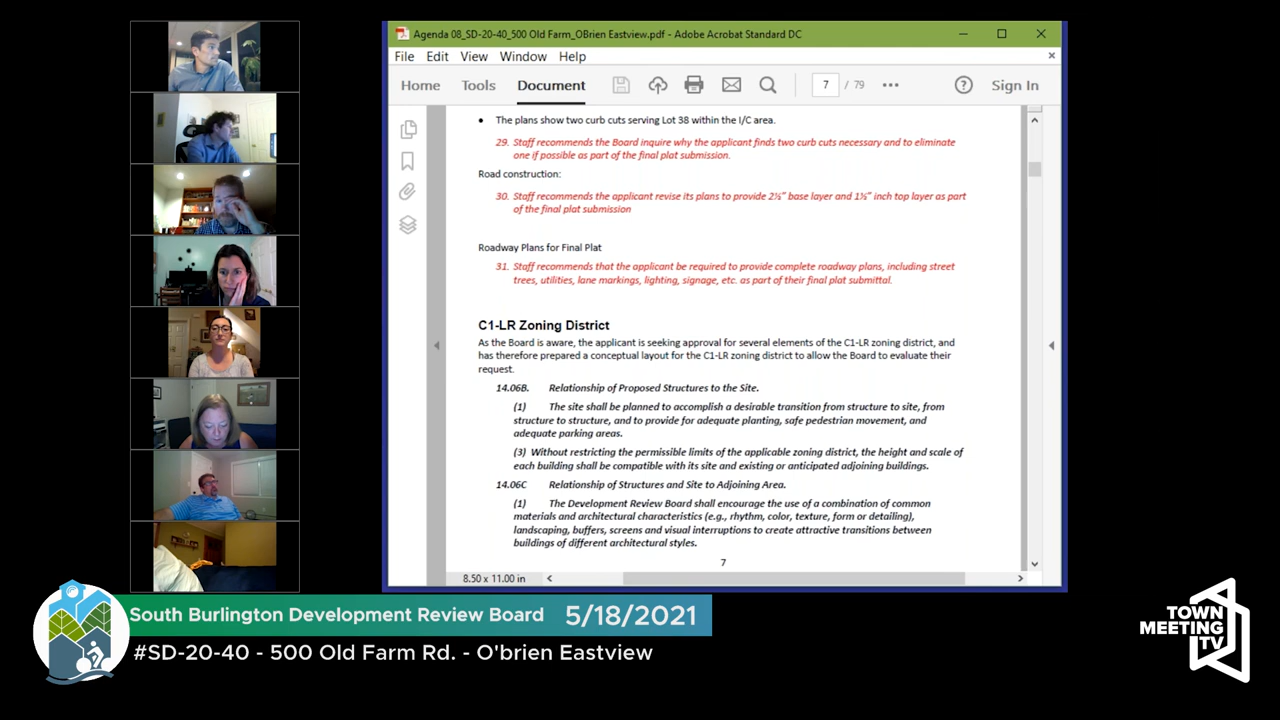 Agenda 08_SD-20-40_500 Old Farm_OBrien Eastview.pdf - Adobe Acrobat Standard DC
File Edit View Window Help
Home Tools Document 7 / 79 Sign In
• The plans show two curb cuts serving Lot 38 within the I/C area.
29. Staff recommends the Board inquire why the applicant finds two curb cuts necessary and to eliminate
one if possible as part of the final plat submission.
Road construction:
30. Staff recommends the applicant revise its plans to provide 2½” base layer and 1½” inch top layer as part
of the final plat submission
Roadway Plans for Final Plat
31. Staff recommends that the applicant be required to provide complete roadway plans, including street
trees, utilities, lane markings, lighting, signage, etc. as part of their final plat submittal.
C1-LR Zoning District
As the Board is aware, the applicant is seeking approval for several elements of the C1-LR zoning district, and
has therefore prepared a conceptual layout for the C1-LR zoning district to allow the Board to evaluate their
request.
14.06B. Relationship of Proposed Structures to the Site.
(1) The site shall be planned to accomplish a desirable transition from structure to site, from
structure to structure, and to provide for adequate planting, safe pedestrian movement, and
adequate parking areas.
(3) Without restricting the permissible limits of the applicable zoning district, the height and scale of
each building shall be compatible with its site and existing or anticipated adjoining buildings.
14.06C Relationship of Structures and Site to Adjoining Area.
(1) The Development Review Board shall encourage the use of a combination of common
materials and architectural characteristics (e.g., rhythm, color, texture, form or detailing),
landscaping, buffers, screens and visual interruptions to create attractive transitions between
buildings of different architectural styles.
7
8.50 x 11.00 in
South Burlington Development Review Board 5/18/2021
#SD-20-40 - 500 Old Farm Rd. - O'brien Eastview
TOWN
MEETING
TV